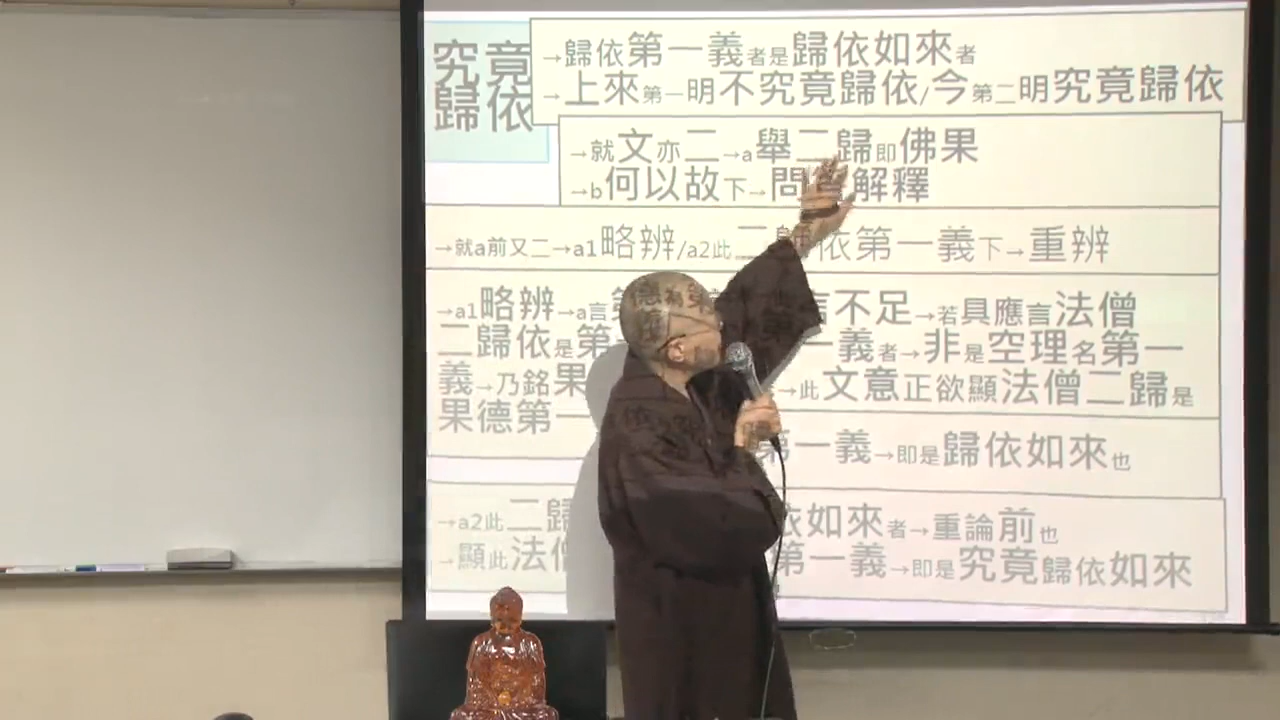 究竟
歸依
→歸依第一義者是歸依如來者
→上來第一明不究竟歸依/今第二明究竟歸依
→就文亦二→a舉二歸即佛果
→b何以故下→問 解釋
→就a前又二→a1略辨/a2此二歸依第一義下→重辨
→a1略辨→a言第 言不足→若具應言法僧
二歸依是第一 一義者→非是空理名第一
義→乃銘果 →此文意正欲顯法僧二歸是
果德第一 第一義→即是歸依如來也
→a2此二歸 依如來者→重論前也
→顯此法僧 第一義→即是究竟歸依如來